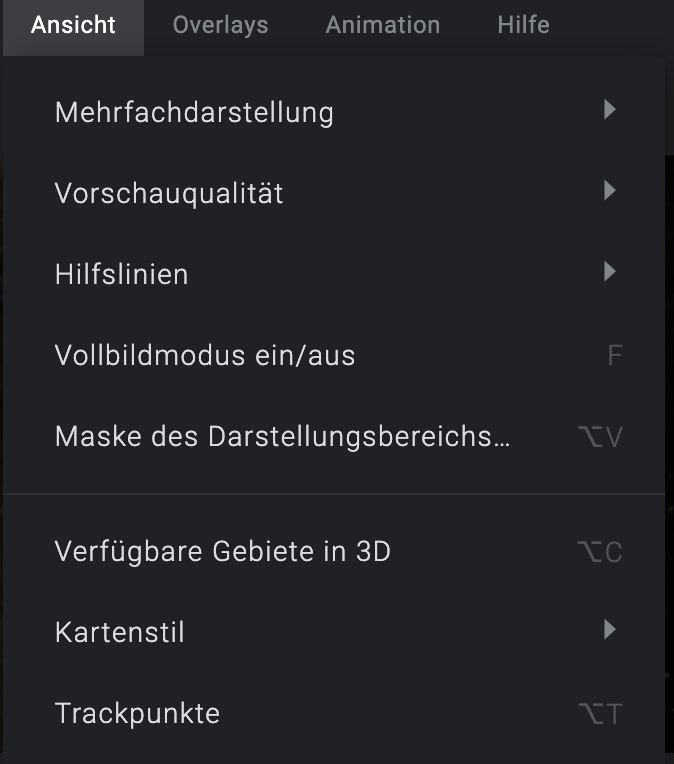 Ansicht Overlays Animation Hilfe
Mehrfachdarstellung
Vorschauqualität
Hilfslinien
Vollbildmodus ein/aus F
Maske des Darstellungsbereichs... ⌥V
Verfügbare Gebiete in 3D ⌥C
Kartenstil
Trackpunkte ⌥T